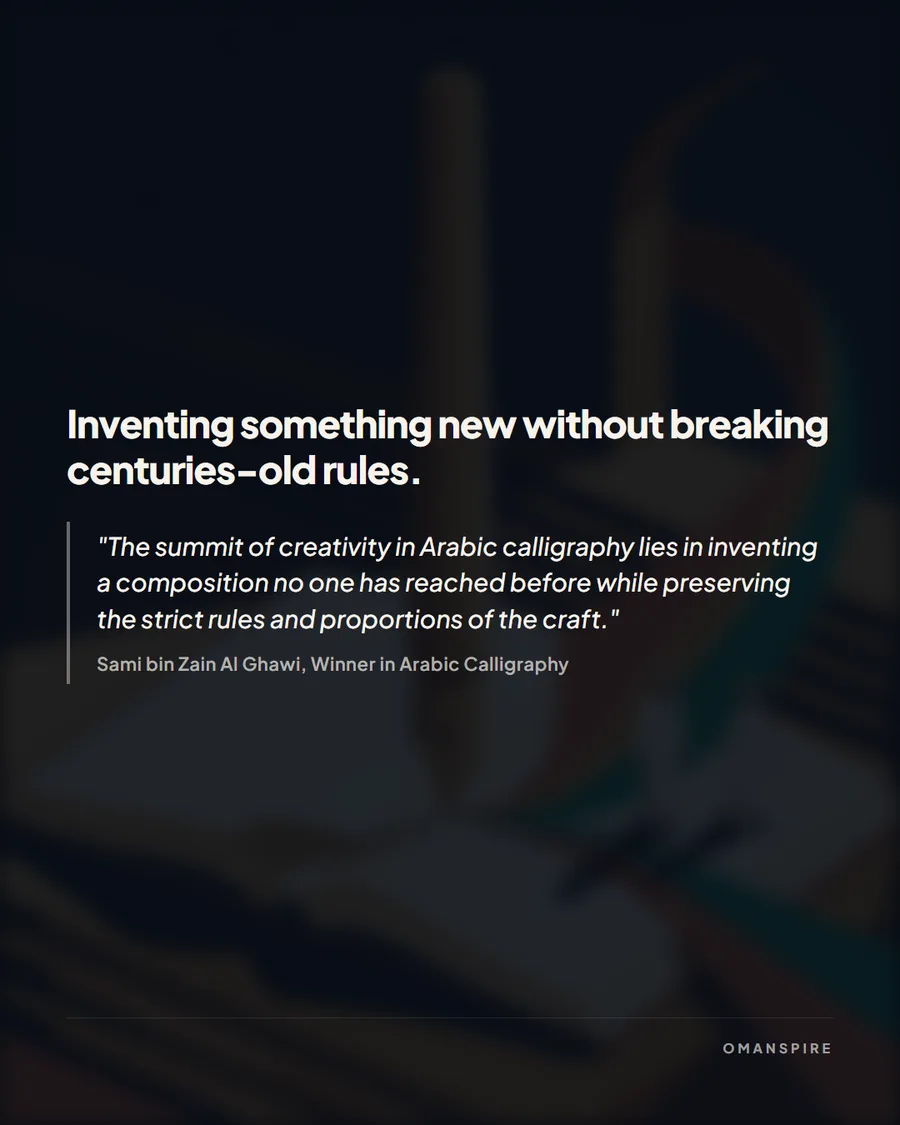 Inventing something new without breaking
centuries-old rules.
"The summit of creativity in Arabic calligraphy lies in inventing
a composition no one has reached before while preserving
the strict rules and proportions of the craft."
Sami bin Zain Al Ghawi, Winner in Arabic Calligraphy
OMANSPIRE